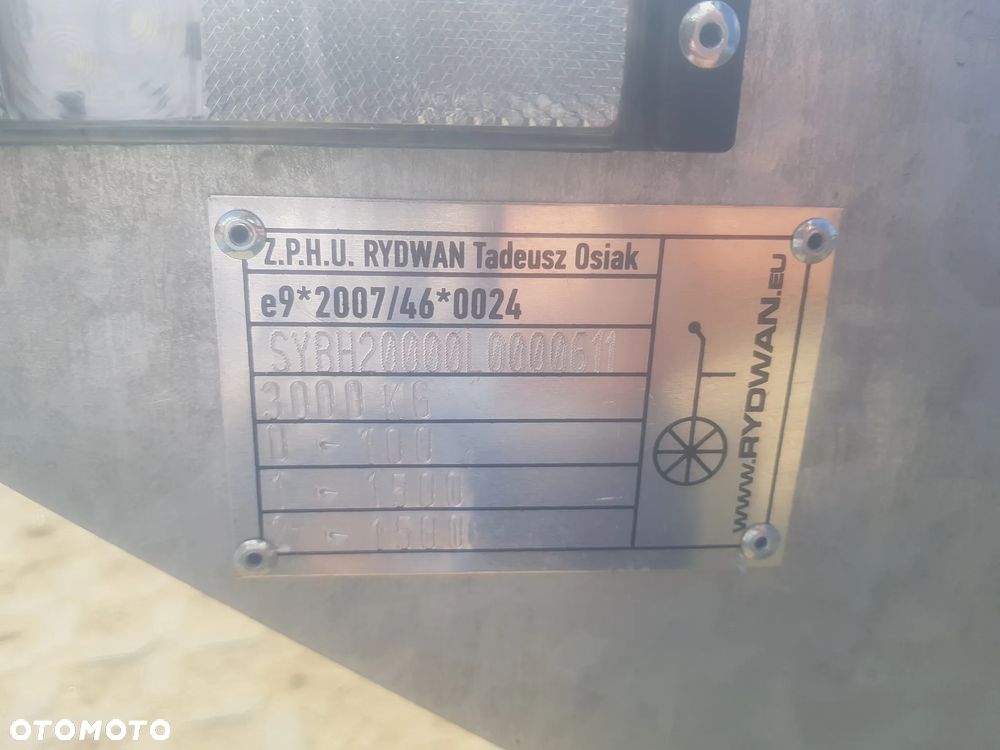 Z.P.H.U. RYDWAN Tadeusz Osiak
e9*2007/46*0024
SYBH20000L0000611
3000 KG
0 - 100
1 - 1500
2 - 1500
www.RYDWAN.EU
OTOMOTO